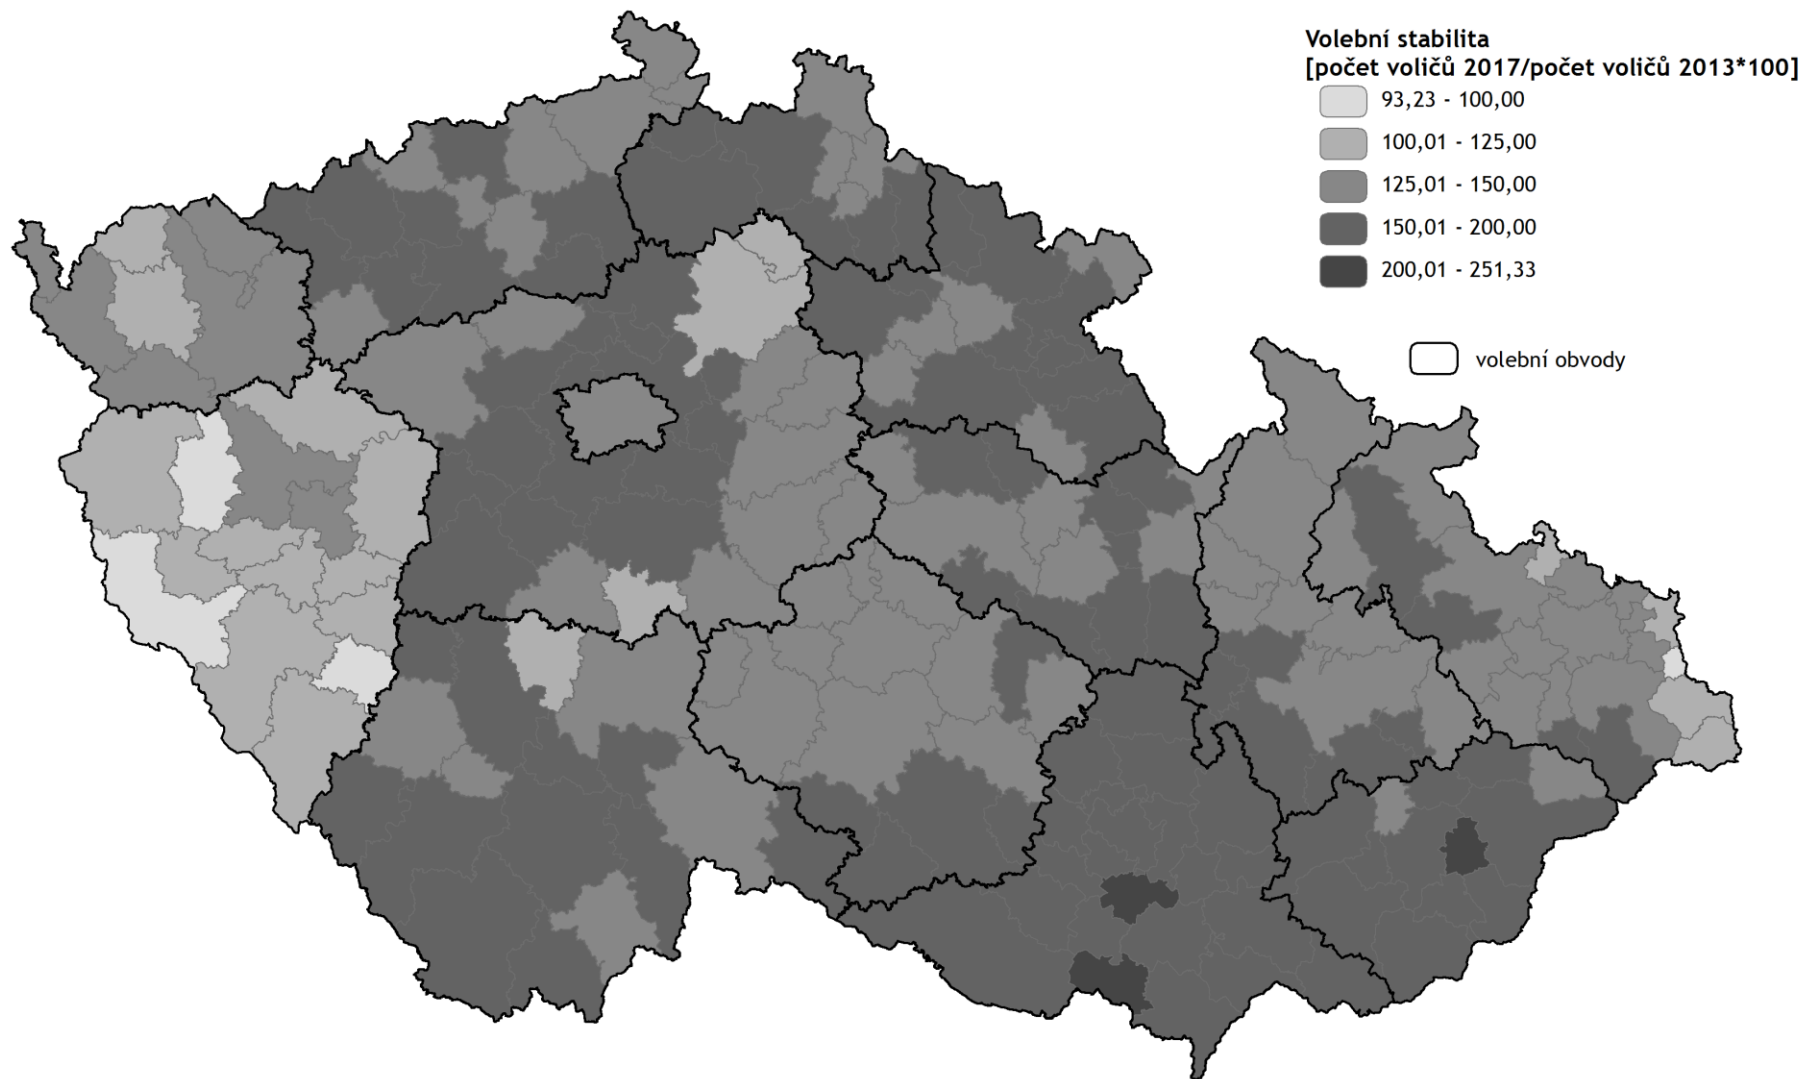 Volební stabilita
[počet voličů 2017/počet voličů 2013*100]
93,23 - 100,00
100,01 - 125,00
125,01 - 150,00
150,01 - 200,00
200,01 - 251,33
volební obvody